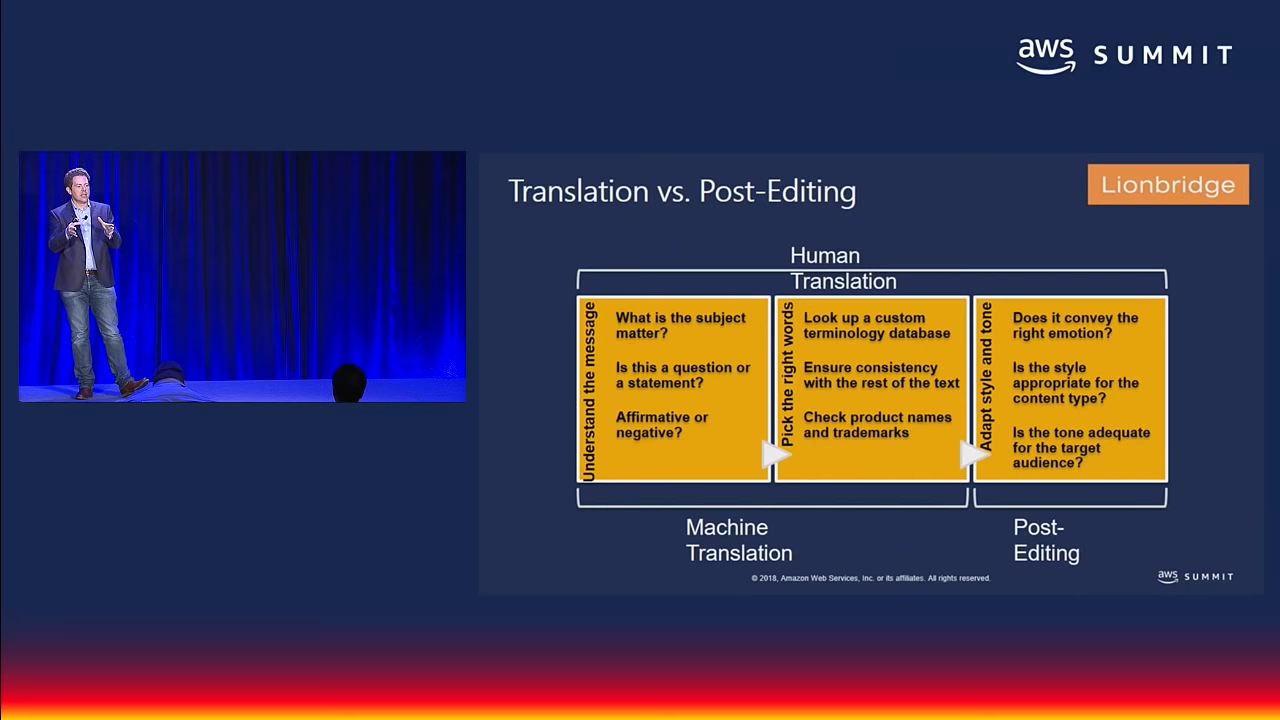 aws SUMMIT
Translation vs. Post-Editing
Lionbridge
Human
Translation
Understand the message
What is the subject
matter?
Is this a question or
a statement?
Affirmative or
negative?
Pick the right words
Look up a custom
terminology database
Ensure consistency
with the rest of the text
Check product names
and trademarks
Adapt style and tone
Does it convey the
right emotion?
Is the style
appropriate for the
content type?
Is the tone adequate
for the target
audience?
Machine
Translation
Post-
Editing
© 2018, Amazon Web Services, Inc. or its affiliates. All rights reserved.
aws SUMMIT